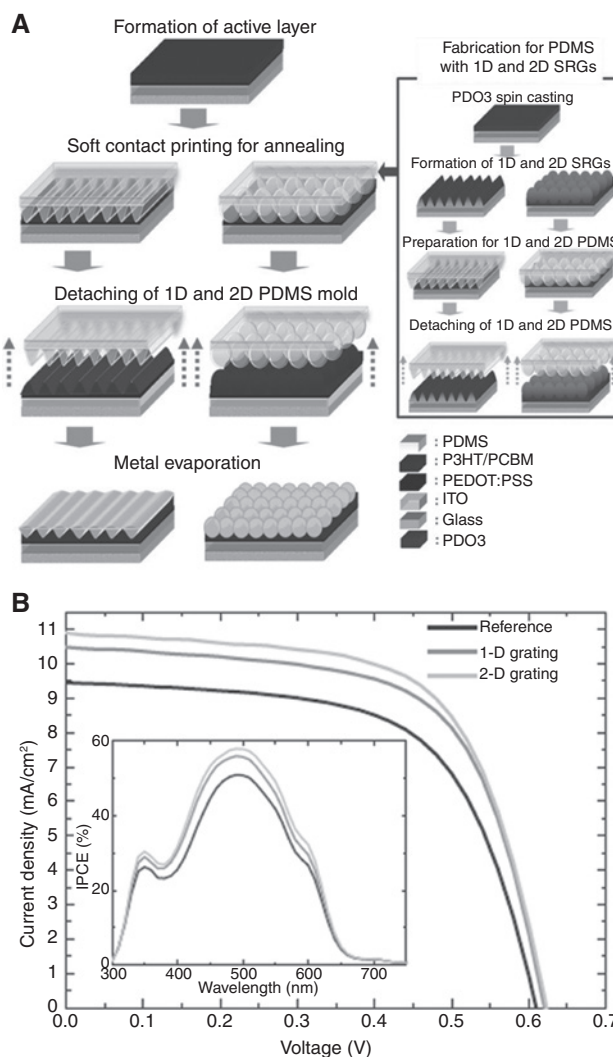 A
Formation of active layer
Soft contact printing for annealing
Detaching of 1D and 2D PDMS mold
Metal evaporation
Fabrication for PDMS
with 1D and 2D SRGs
PDO3 spin casting
Formation of 1D and 2D SRGs
Preparation for 1D and 2D PDMS
Detaching of 1D and 2D PDMS
: PDMS
: P3HT/PCBM
: PEDOT:PSS
: ITO
: Glass
: PDO3
B
11
10
9
8
7
6
5
4
3
2
1
0
Current density (mA/cm²)
0.0 0.1 0.2 0.3 0.4 0.5 0.6 0.7
Voltage (V)
Reference
1-D grating
2-D grating
60
40
20
0
IPCE (%)
300 400 500 600 700
Wavelength (nm)